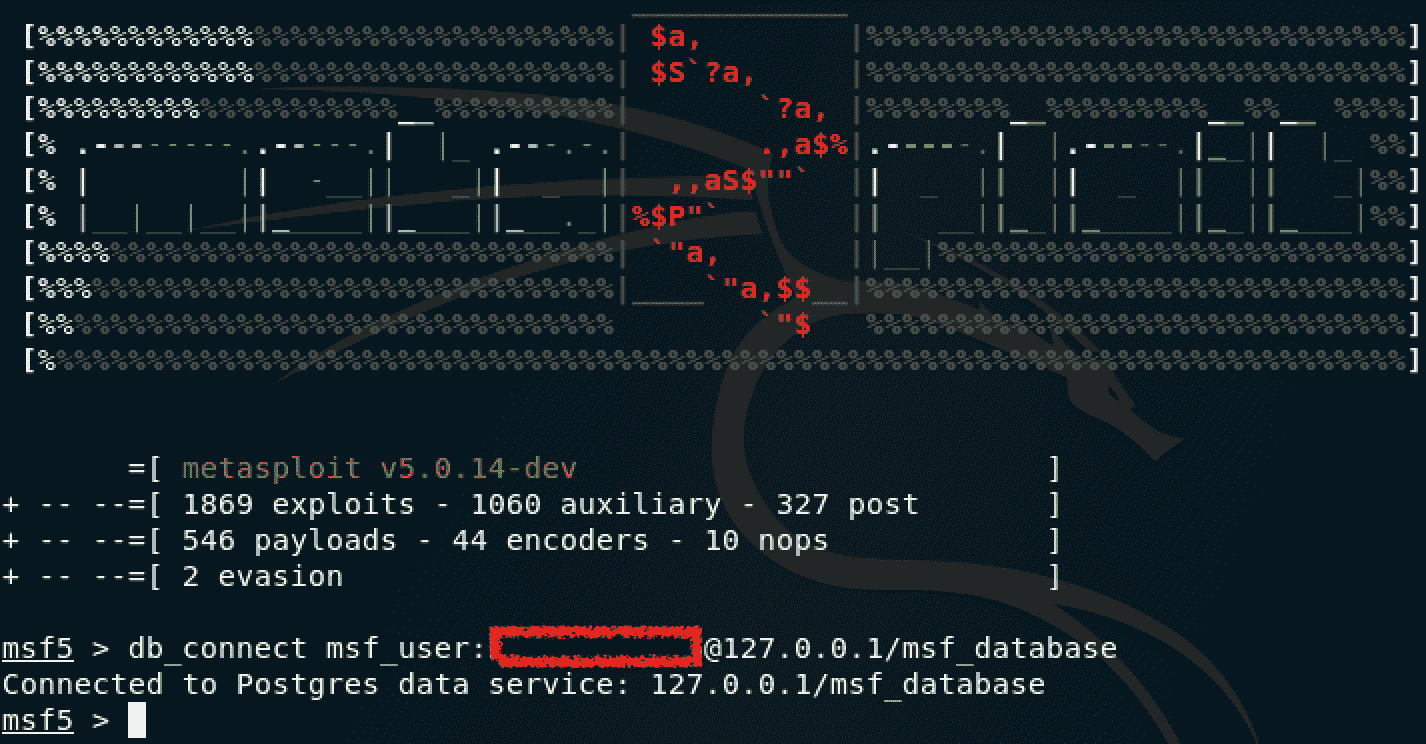 =[ metasploit v5.0.14-dev ]
+ -- --=[ 1869 exploits - 1060 auxiliary - 327 post ]
+ -- --=[ 546 payloads - 44 encoders - 10 nops ]
+ -- --=[ 2 evasion ]
msf5 > db_connect msf_user:@127.0.0.1/msf_database
Connected to Postgres data service: 127.0.0.1/msf_database
msf5 >